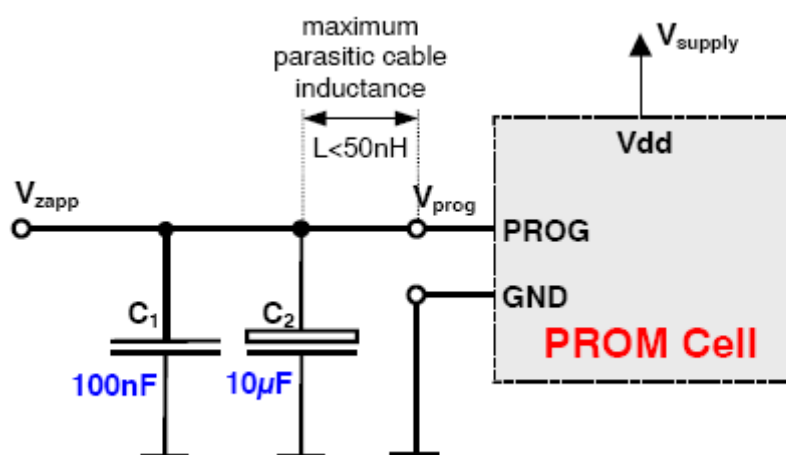 maximum
parasitic cable
inductance
L<50nH
Vsupply
Vdd
Vzapp
Vprog
PROG
GND
C1
C2
100nF
10µF
PROM Cell